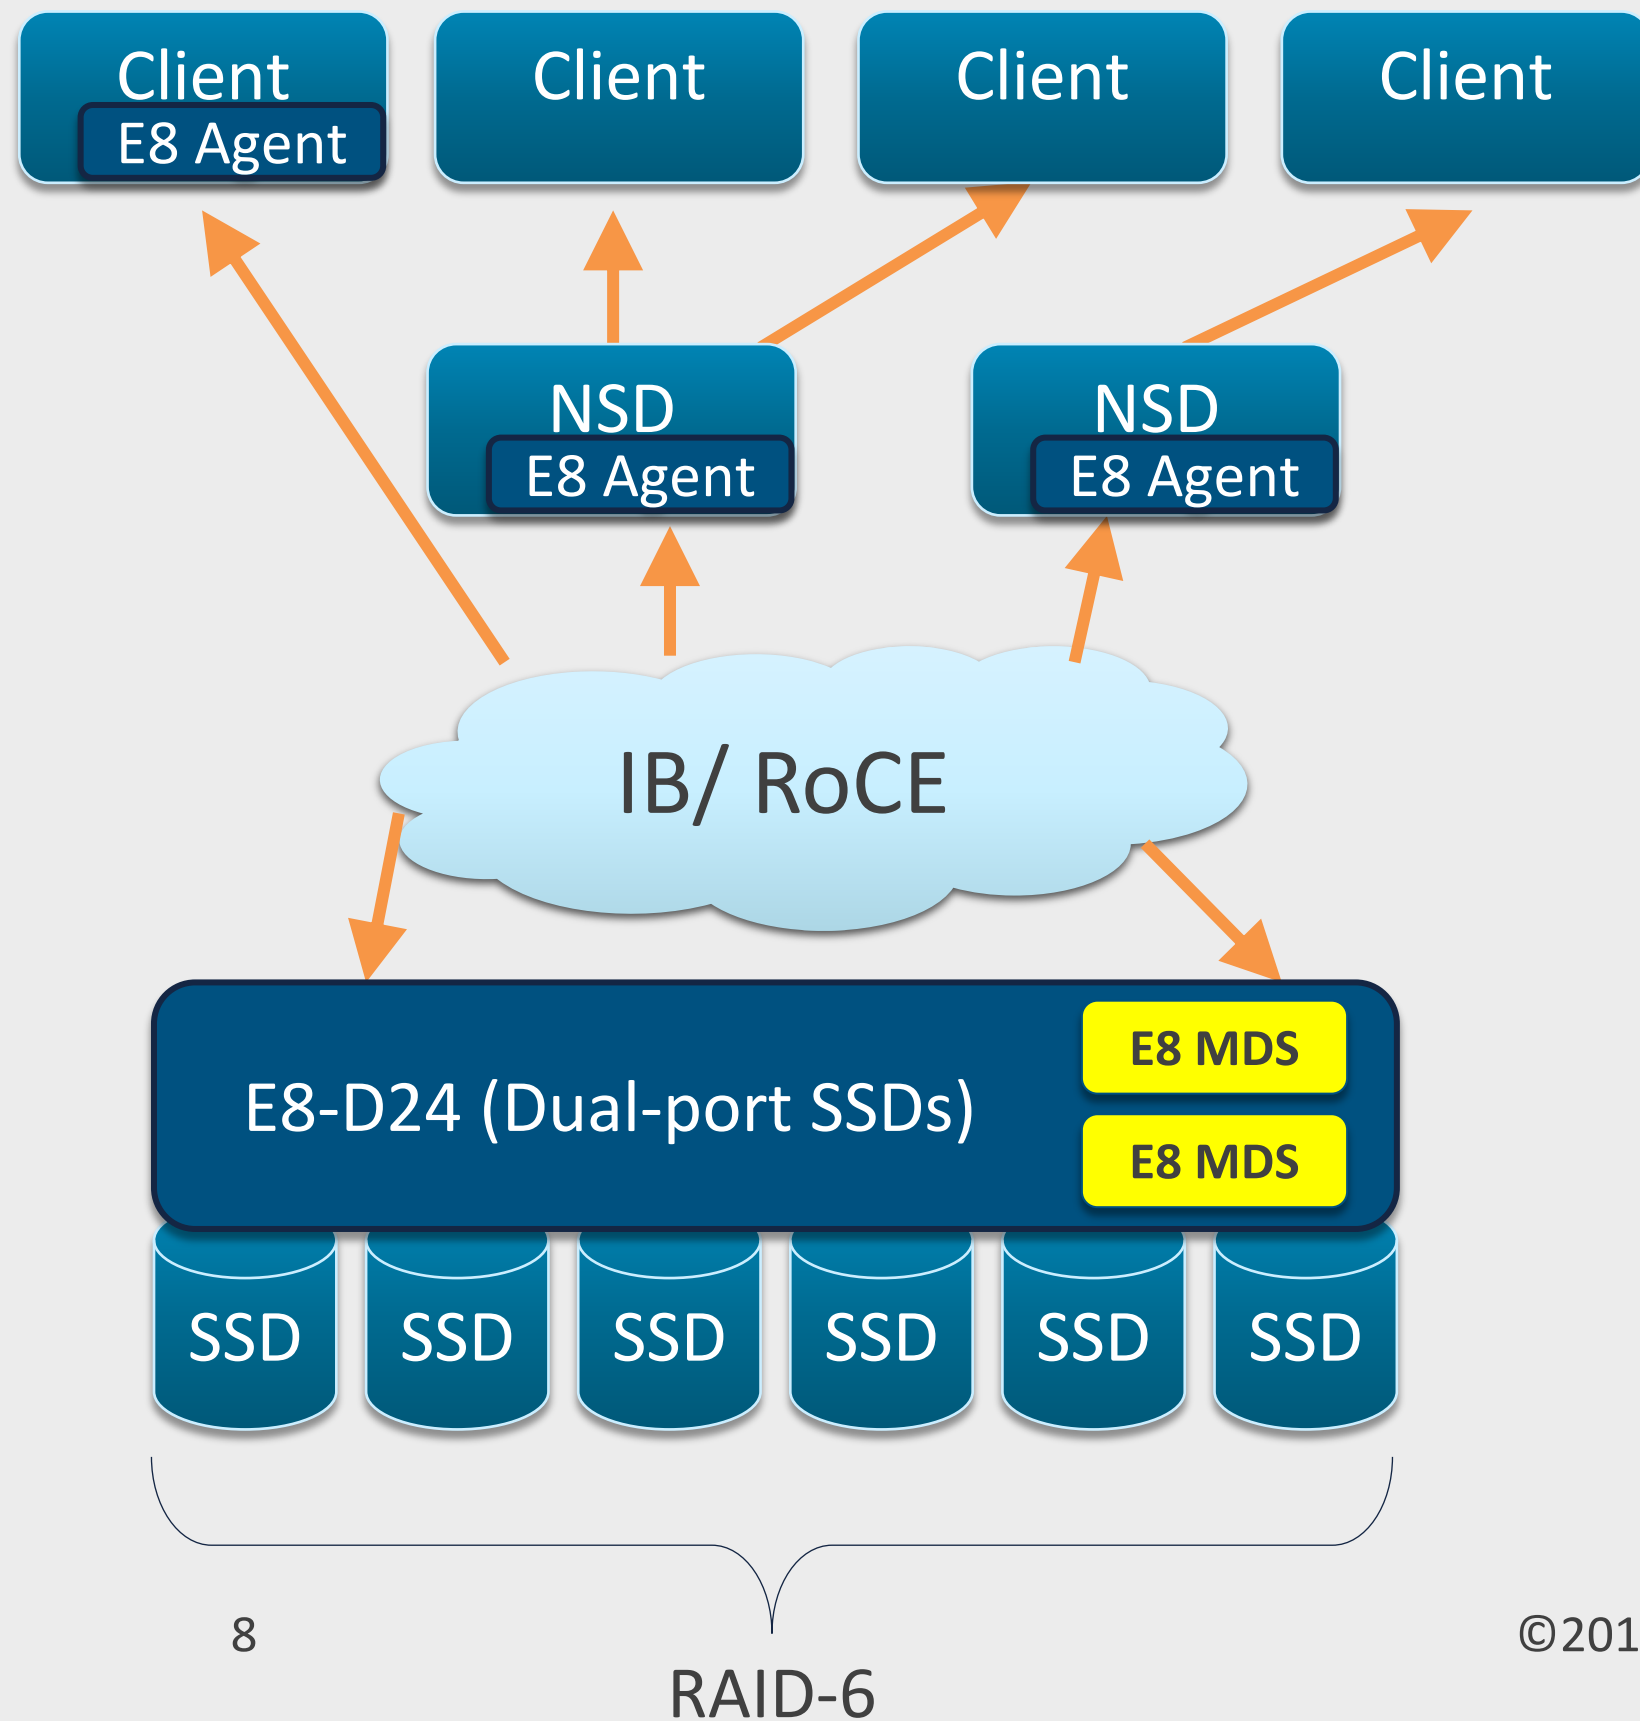 Client
E8 Agent
Client
Client
Client
NSD
E8 Agent
NSD
E8 Agent
IB/ RoCE
E8-D24 (Dual-port SSDs)
E8 MDS
E8 MDS
SSD
SSD
SSD
SSD
SSD
SSD
8
©201
RAID-6